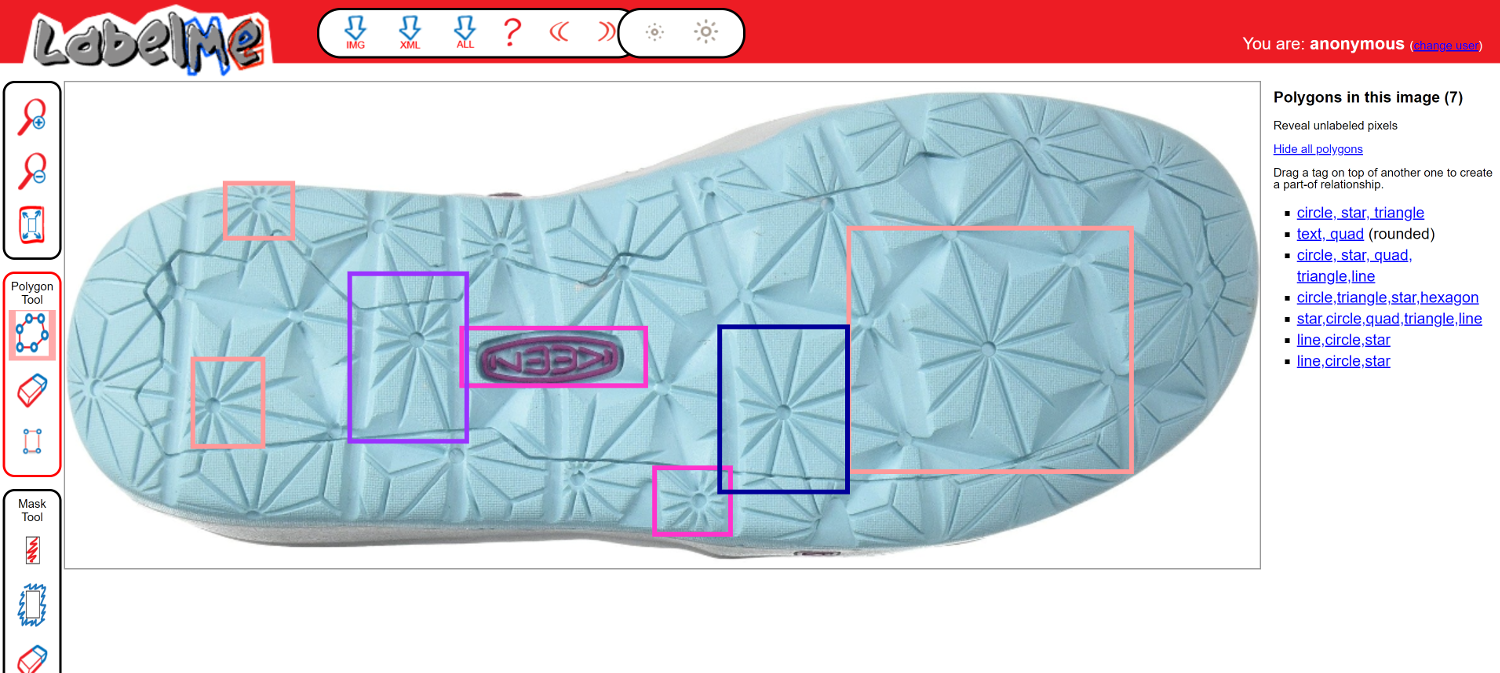 LabelMe
IMG
XML
ALL
?
You are: anonymous (change user)
Polygon
Tool
Mask
Tool
KEEN
Polygons in this image (7)
Reveal unlabeled pixels
Hide all polygons
Drag a tag on top of another one to create
a part-of relationship.
circle, star, triangle
text, quad (rounded)
circle, star, quad,
triangle,line
circle,triangle,star,hexagon
star,circle,quad,triangle,line
line,circle,star
line,circle,star